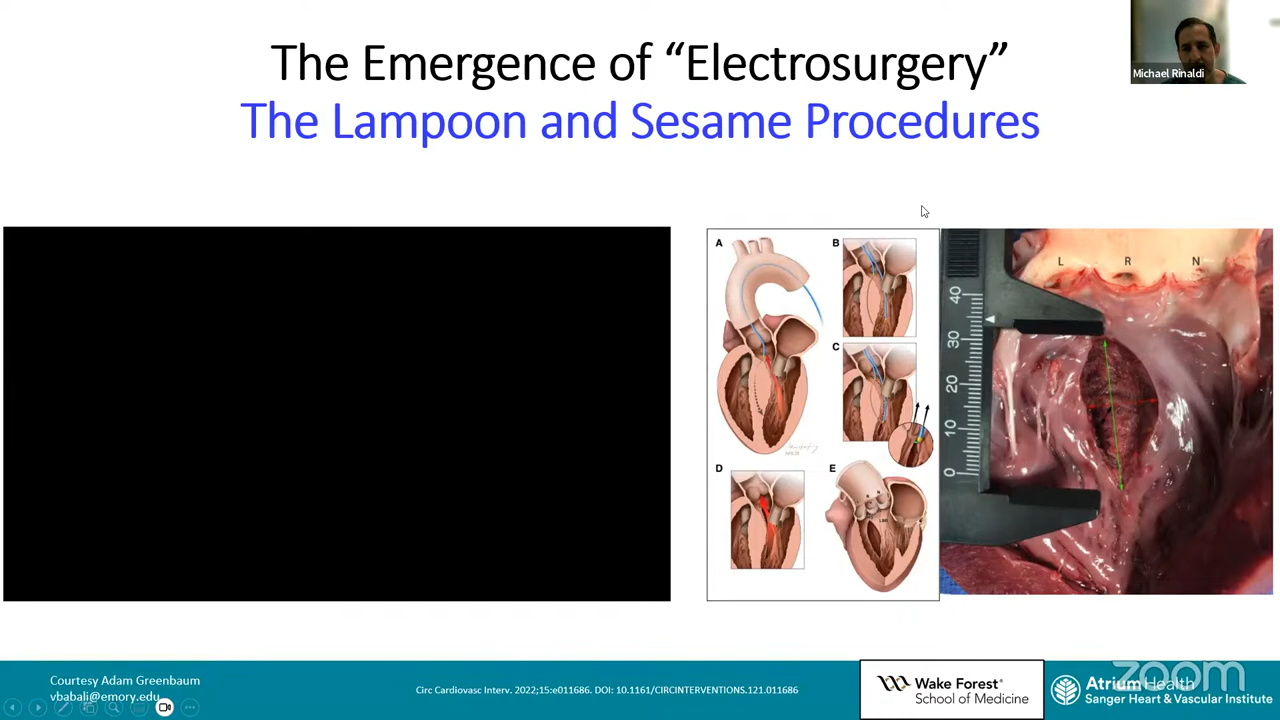 The Emergence of “Electrosurgery”
The Lampoon and Sesame Procedures
Michael Rinaldi
A
B
C
D
E
L R N
40
30
20
10
0
Courtesy Adam Greenbaum
vbabali@emory.edu
Circ Cardiovasc Interv. 2022;15:e011686. DOI: 10.1161/CIRCINTERVENTIONS.121.011686
Wake Forest®
School of Medicine
Atrium Health
Sanger Heart & Vascular Institute
zoom